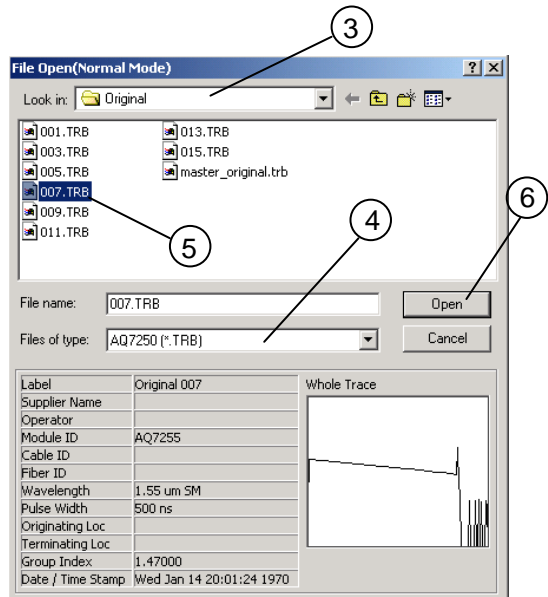 3
File Open(Normal Mode)
Look in: Original
001.TRB 013.TRB
003.TRB 015.TRB
005.TRB master_original.trb
007.TRB
009.TRB
011.TRB
5
4
6
File name: 007.TRB Open
Files of type: AQ7250 (*.TRB) Cancel
Label Original 007 Whole Trace
Supplier Name
Operator
Module ID AQ7255
Cable ID
Fiber ID
Wavelength 1.55 um SM
Pulse Width 500 ns
Originating Loc
Terminating Loc
Group Index 1.47000
Date / Time Stamp Wed Jan 14 20:01:24 1970